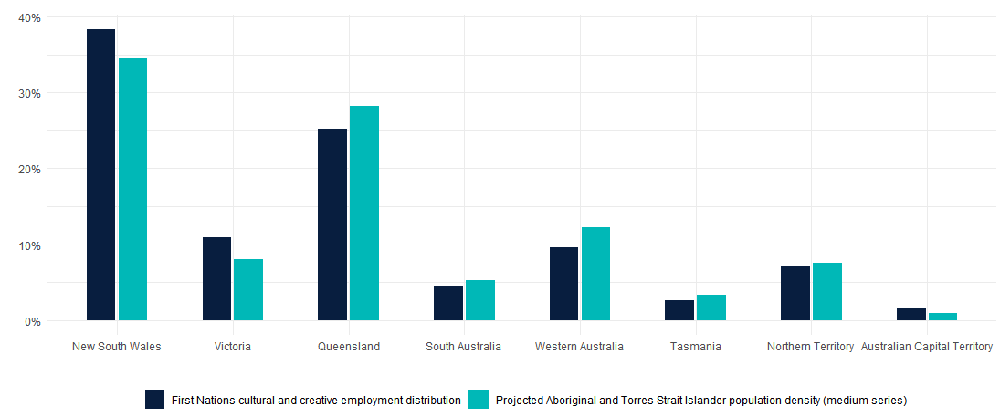 40%
30%
20%
10%
0%
New South Wales
Victoria
Queensland
South Australia
Western Australia
Tasmania
Northern Territory
Australian Capital Territory
First Nations cultural and creative employment distribution
Projected Aboriginal and Torres Strait Islander population density (medium series)